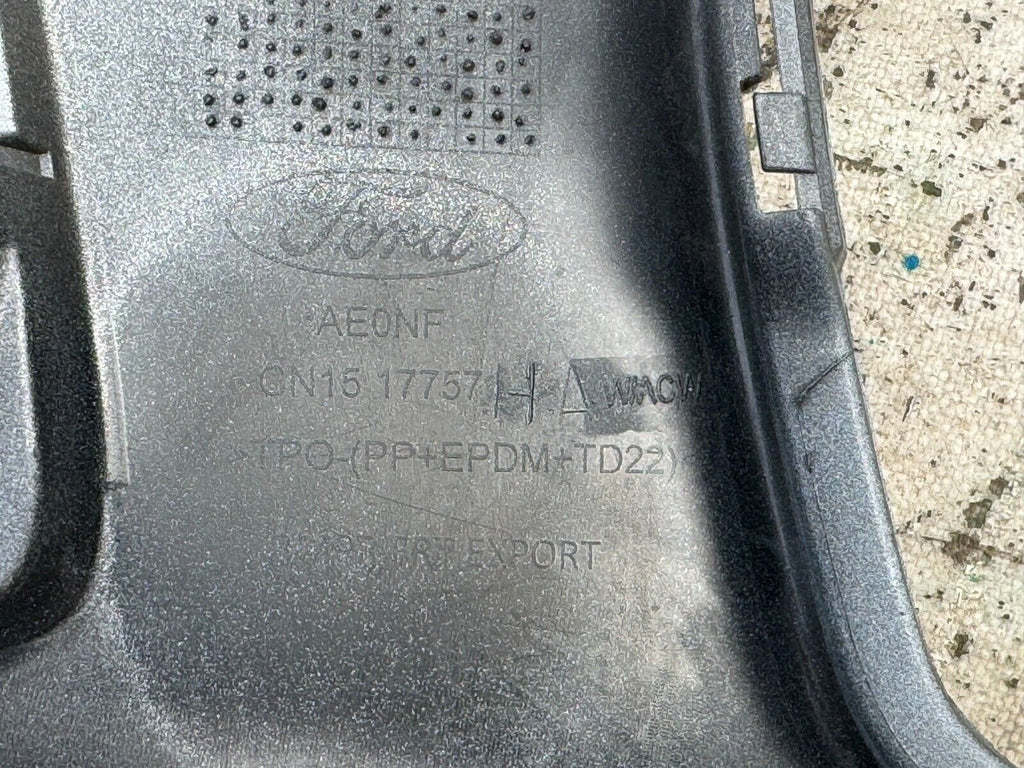 Ford
AE0NF
CN15 17757 H
TPO-(PP+EPDM+TD22)
EXPORT